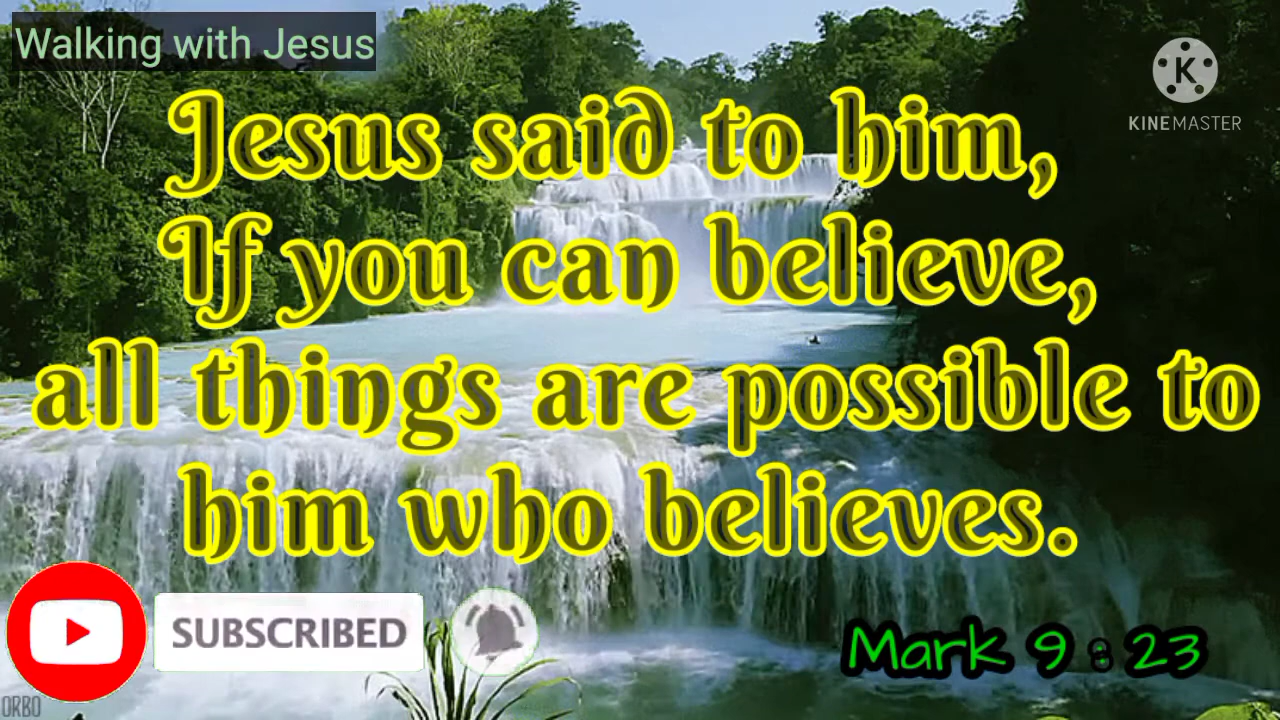 Walking with Jesus
K
KINEMASTER
Jesus said to him,
If you can believe,
all things are possible to
him who believes.
SUBSCRIBED
Mark 9 : 23
ORBO